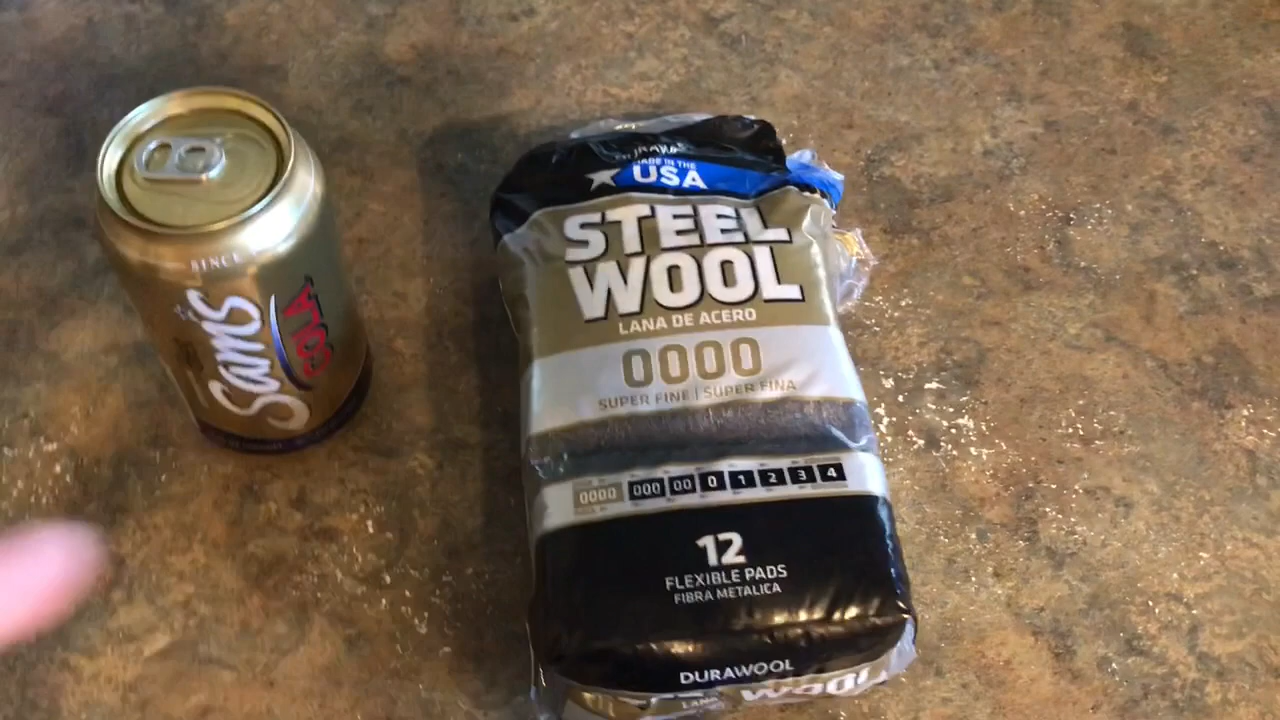 SINCE
Sam's
COLA
MADE IN THE
USA
STEEL
WOOL
LANA DE ACERO
0000
SUPER FINE | SUPER FINA
0000 000 00 0 1 2 3 4
12
FLEXIBLE PADS
FIBRA METALICA
DURAWOOL
LANA